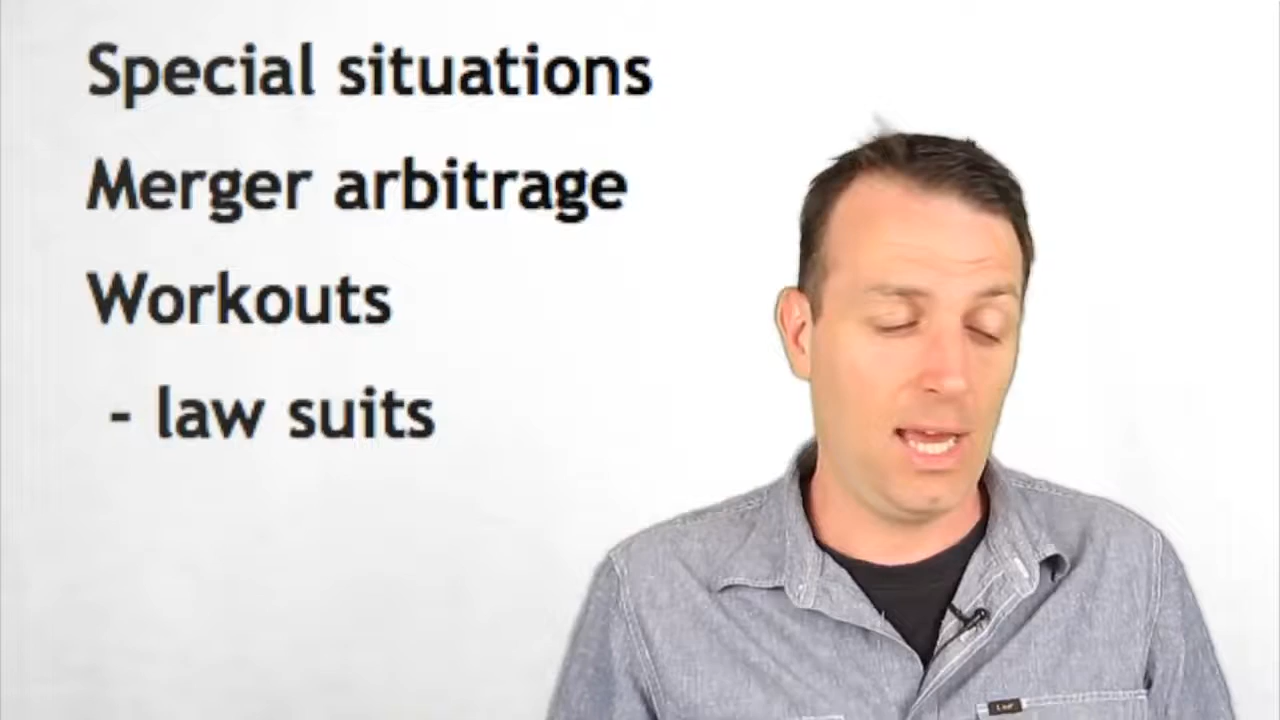 Special situations
Merger arbitrage
Workouts
- law suits